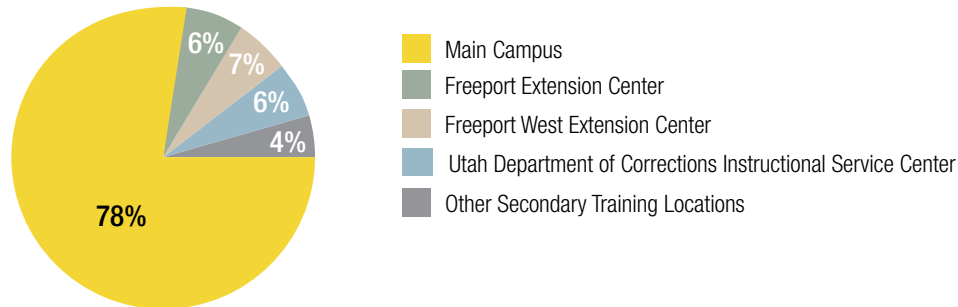 6%
7%
6%
4%
78%
Main Campus
Freeport Extension Center
Freeport West Extension Center
Utah Department of Corrections Instructional Service Center
Other Secondary Training Locations